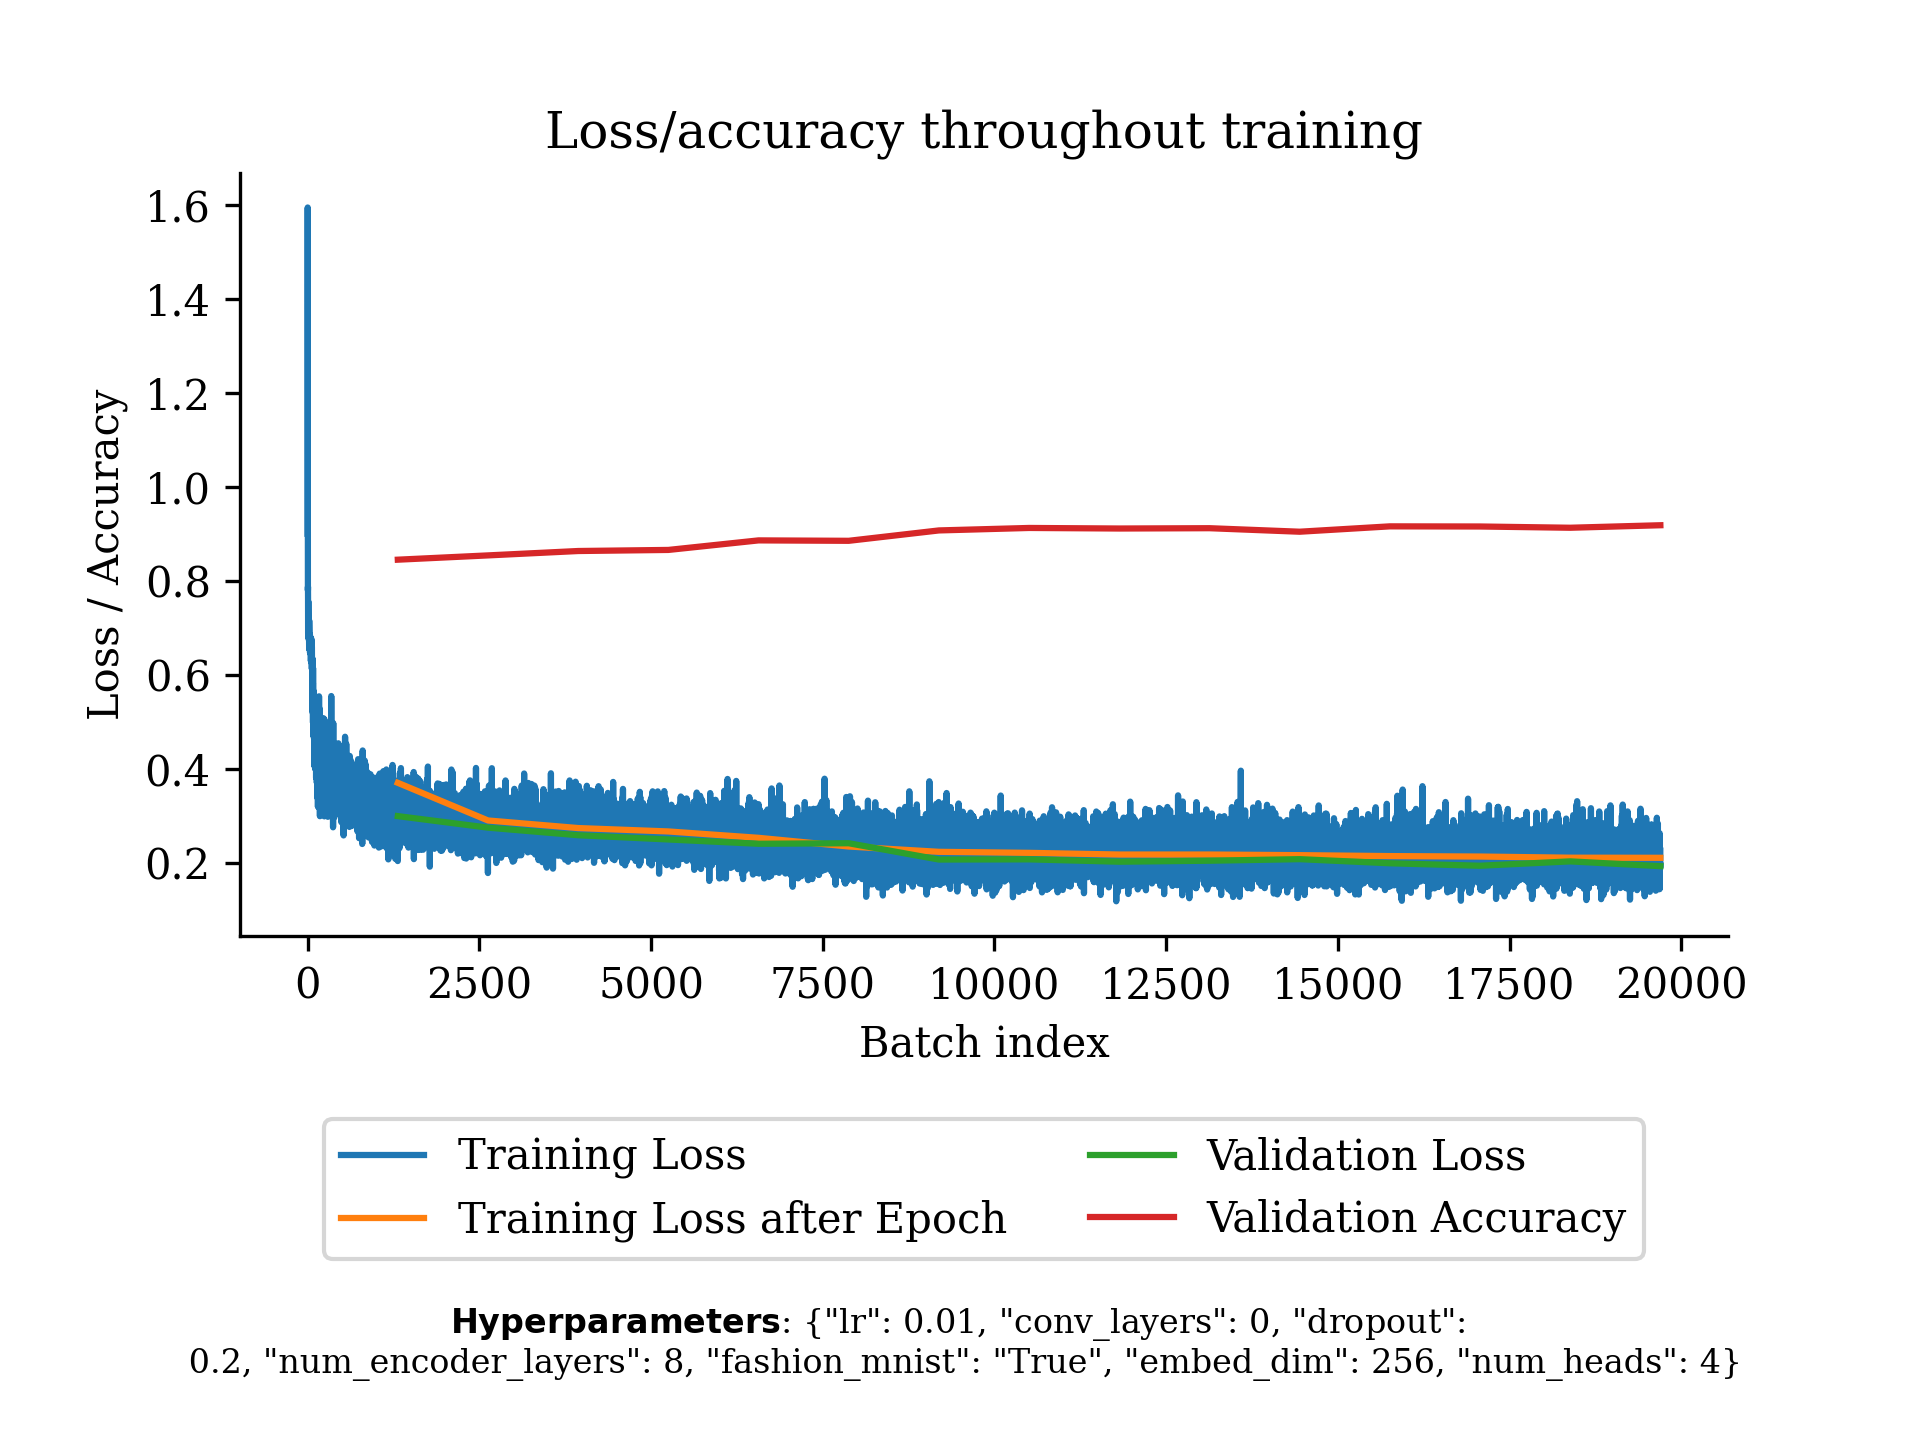 Loss/accuracy throughout training
1.6
1.4
1.2
1.0
0.8
0.6
0.4
0.2
Loss / Accuracy
0 2500 5000 7500 10000 12500 15000 17500 20000
Batch index
Training Loss
Training Loss after Epoch
Validation Loss
Validation Accuracy
Hyperparameters: {"lr": 0.01, "conv_layers": 0, "dropout":
0.2, "num_encoder_layers": 8, "fashion_mnist": "True", "embed_dim": 256, "num_heads": 4}